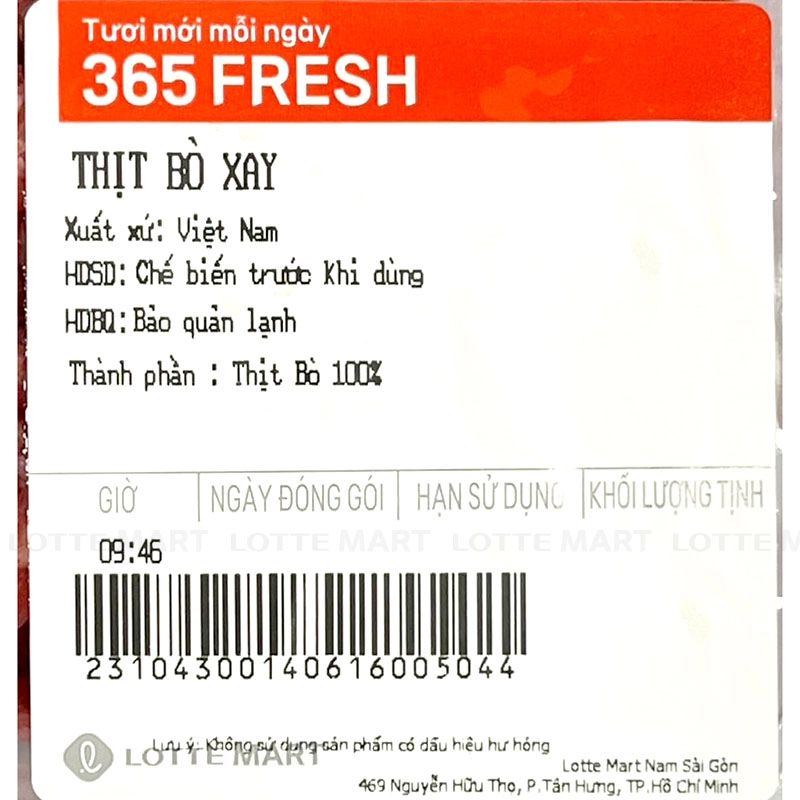 Tươi mới mỗi ngày
365 FRESH
THỊT BÒ XAY
Xuất xứ: Việt Nam
HDSD: Chế biến trước Khi dùng
HDBQ: Bảo quản lạnh
Thành phần : Thịt Bò 100%
GIỜ NGÀY ĐÓNG GÓI HẠN SỬ DỤNG KHỐI LƯỢNG TỊNH
LOTTE MART LOTTE MART LOTTE MART LOTTE MART
09:46
23104300140616005044
Lưu ý: Không sử dụng sản phẩm có dấu hiệu hư hỏng
LOTTE MART
Lotte Mart Nam Sài Gòn
469 Nguyễn Hữu Thọ, P.Tân Hưng, TP.Hồ Chí Minh